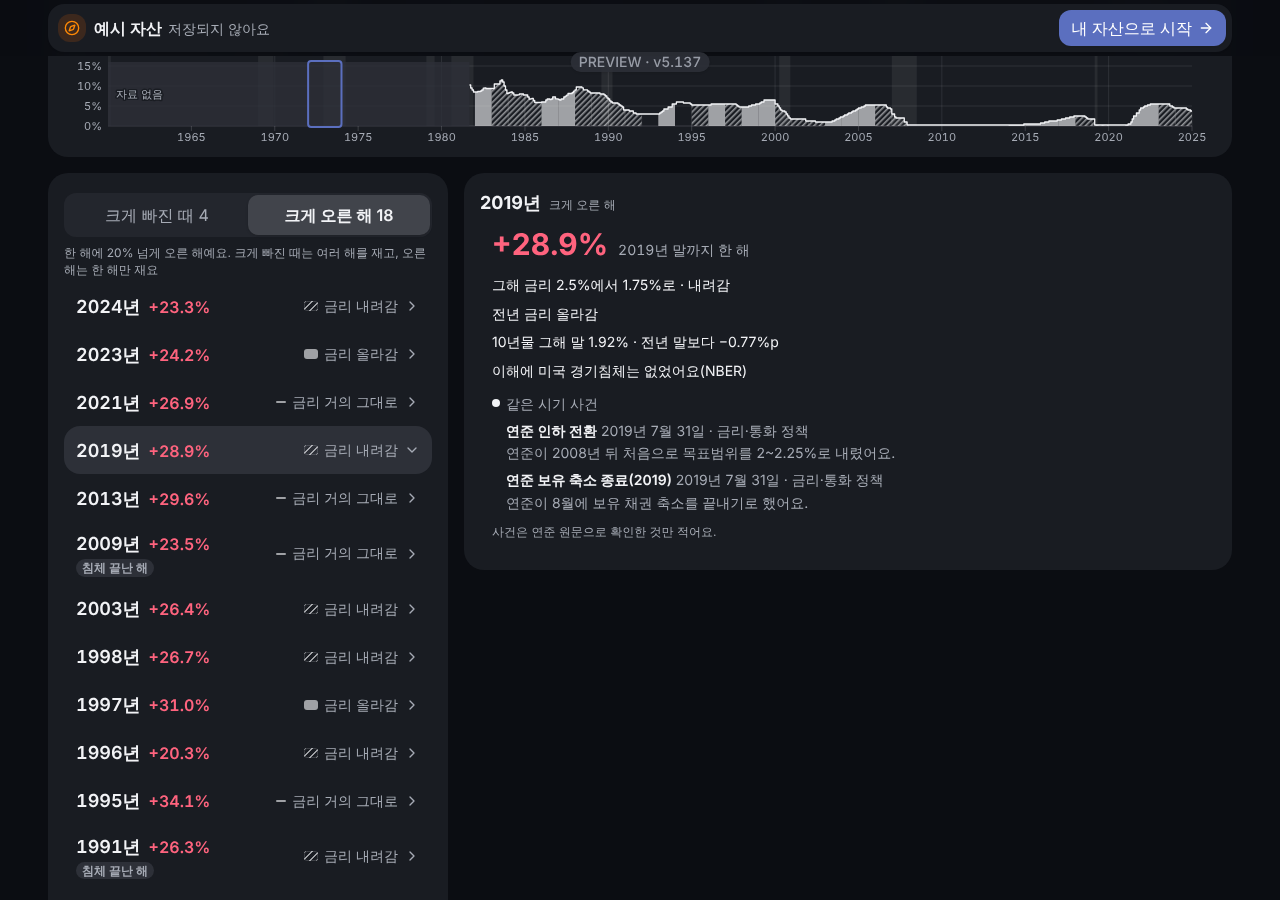 예시 자산 저장되지 않아요
내 자산으로 시작 →
PREVIEW · v5.137
15%
10%
5%
0%
자료 없음
1965 1970 1975 1980 1985 1990 1995 2000 2005 2010 2015 2020 2025
크게 빠진 때 4
크게 오른 해 18
한 해에 20% 넘게 오른 해예요. 크게 빠진 때는 여러 해를 재고, 오른
해는 한 해만 재요
2024년 +23.3% 금리 내려감
2023년 +24.2% 금리 올라감
2021년 +26.9% 금리 거의 그대로
2019년 +28.9% 금리 내려감
2013년 +29.6% 금리 거의 그대로
2009년 +23.5% 금리 거의 그대로
침체 끝난 해
2003년 +26.4% 금리 내려감
1998년 +26.7% 금리 내려감
1997년 +31.0% 금리 올라감
1996년 +20.3% 금리 내려감
1995년 +34.1% 금리 거의 그대로
1991년 +26.3% 금리 내려감
침체 끝난 해
2019년 크게 오른 해
+28.9% 2019년 말까지 한 해
그해 금리 2.5%에서 1.75%로 · 내려감
전년 금리 올라감
10년물 그해 말 1.92% · 전년 말보다 −0.77%p
이해에 미국 경기침체는 없었어요(NBER)
같은 시기 사건
연준 인하 전환 2019년 7월 31일 · 금리·통화 정책
연준이 2008년 뒤 처음으로 목표범위를 2~2.25%로 내렸어요.
연준 보유 축소 종료(2019) 2019년 7월 31일 · 금리·통화 정책
연준이 8월에 보유 채권 축소를 끝내기로 했어요.
사건은 연준 원문으로 확인한 것만 적어요.